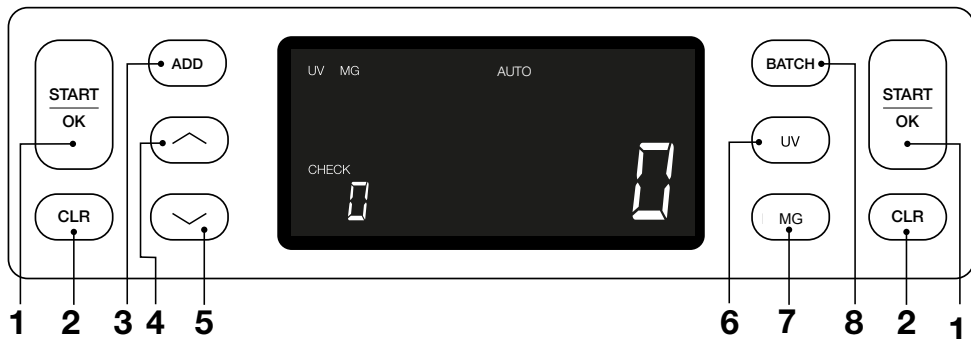 START
OK
CLR
ADD
UV MG AUTO
CHECK
0
0
BATCH
UV
MG
START
OK
CLR
1 2 3 4 5 6 7 8 2 1